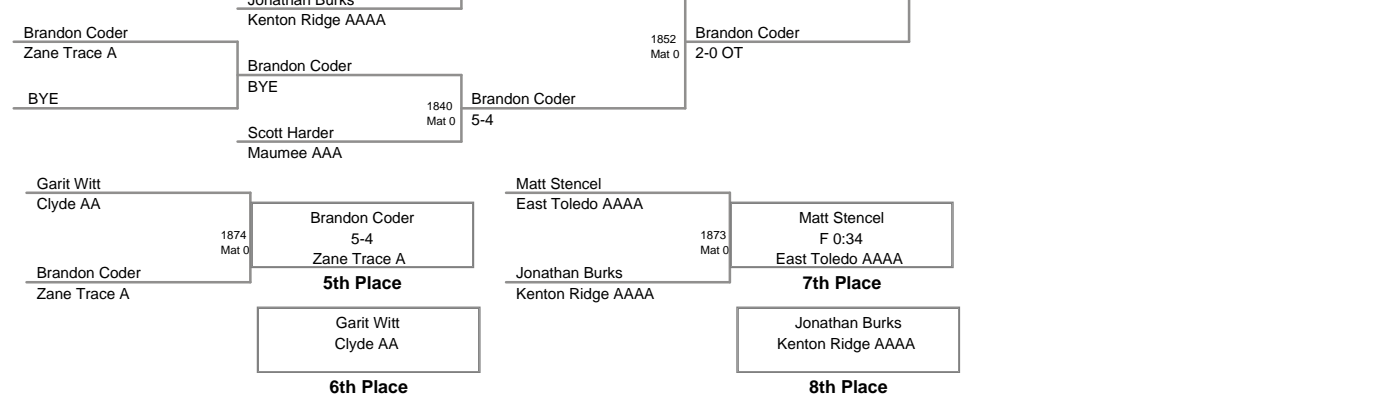 Jonathan Burks
Kenton Ridge AAAA
Brandon Coder
Zane Trace A
Brandon Coder
BYE
BYE
1852
Mat 0
Brandon Coder
2-0 OT
1840
Mat 0
Brandon Coder
5-4
Scott Harder
Maumee AAA
Garit Witt
Clyde AA
1874
Mat 0
Brandon Coder
Zane Trace A
Brandon Coder
5-4
Zane Trace A
5th Place
Garit Witt
Clyde AA
6th Place
Matt Stencel
East Toledo AAAA
1873
Mat 0
Jonathan Burks
Kenton Ridge AAAA
Matt Stencel
F 0:34
East Toledo AAAA
7th Place
Jonathan Burks
Kenton Ridge AAAA
8th Place